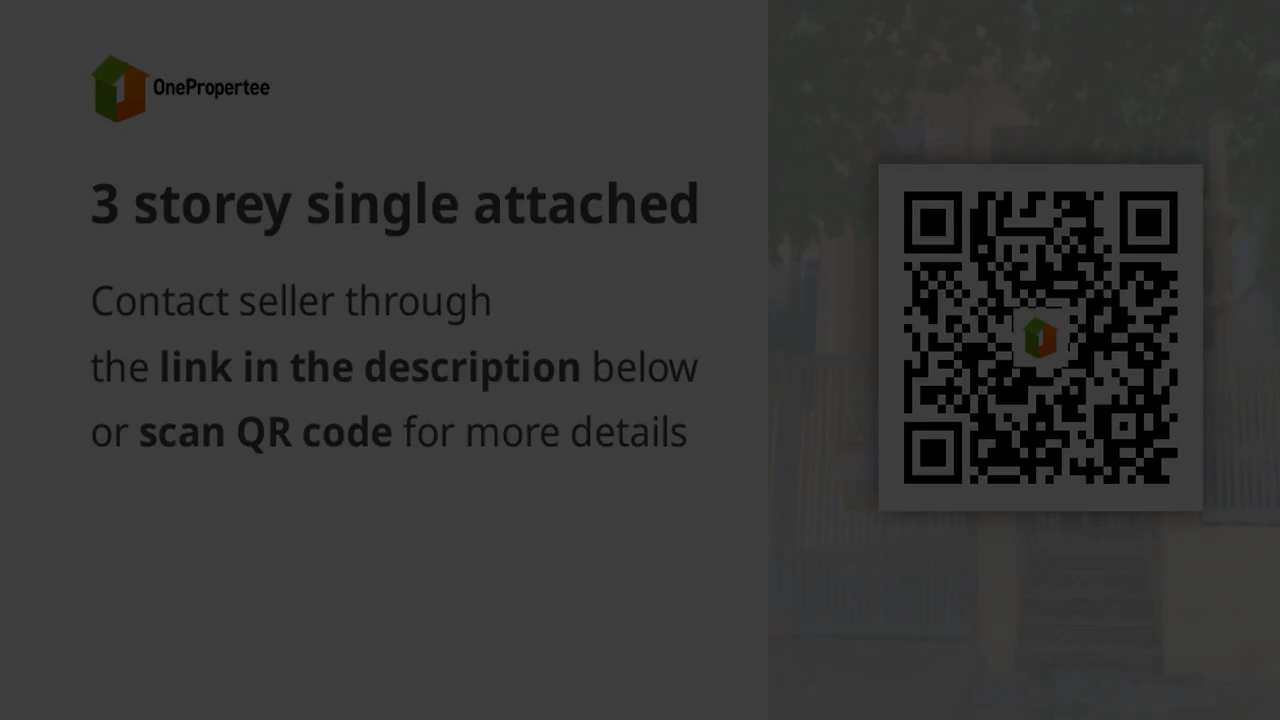 OnePropertee
3 storey single attached
Contact seller through
the link in the description below
or scan QR code for more details